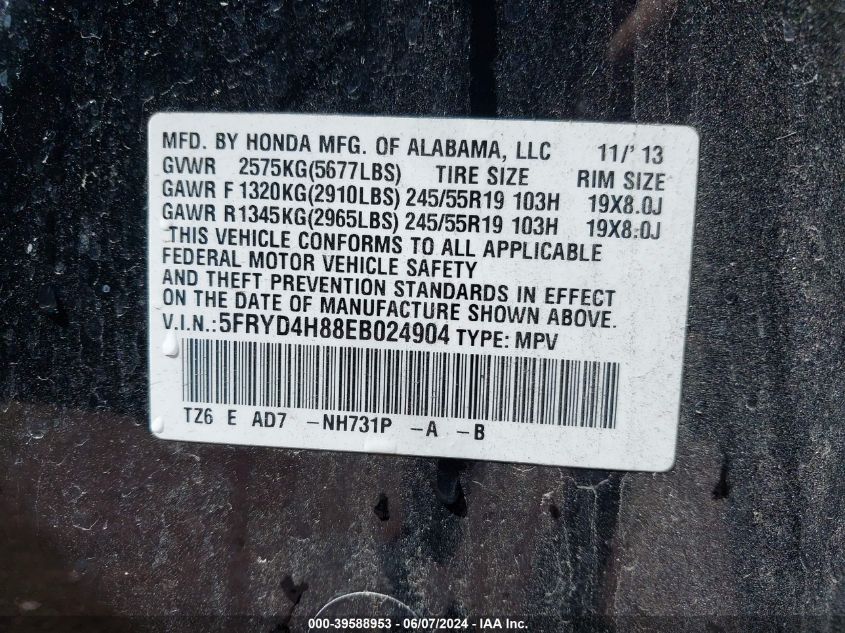 MFD. BY HONDA MFG. OF ALABAMA, LLC 11/'13
GVWR 2575KG(5677LBS) TIRE SIZE RIM SIZE
GAWR F 1320KG(2910LBS) 245/55R19 103H 19X8.0J
GAWR R 1345KG(2965LBS) 245/55R19 103H 19X8.0J
THIS VEHICLE CONFORMS TO ALL APPLICABLE
FEDERAL MOTOR VEHICLE SAFETY
AND THEFT PREVENTION STANDARDS IN EFFECT
ON THE DATE OF MANUFACTURE SHOWN ABOVE.
V.I.N.:5FRYD4H88EB024904 TYPE: MPV
TZ6 E AD7 -NH731P -A -B
000-39588953 - 06/07/2024 - IAA Inc.